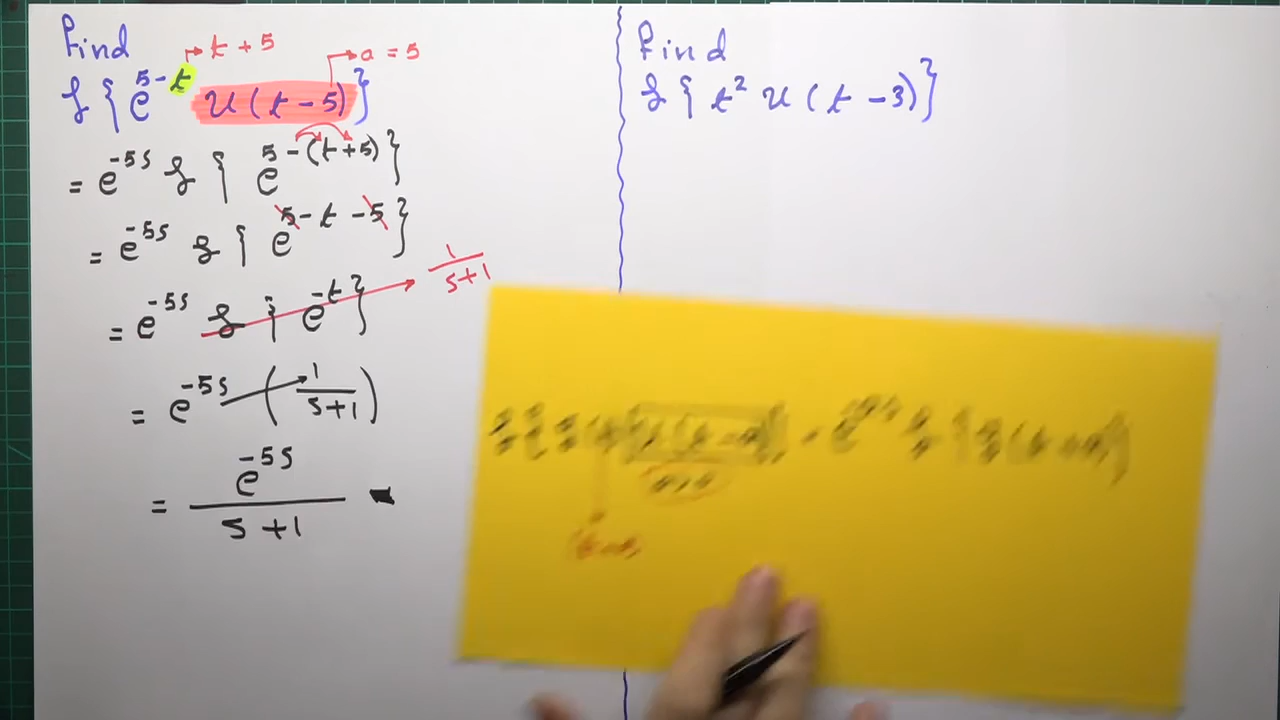 Find
t + 5
a = 5
ℒ { e^{5-t} u(t-5) }
= e^{-5s} ℒ { e^{5-(t+5)} }
= e^{-5s} ℒ { e^{5-t-5} }
= e^{-5s} ℒ { e^{-t} } 1/(s+1)
= e^{-5s} ( 1/(s+1) )
= e^{-5s}/(s+1)
Find
ℒ { t² u ( t - 3 ) }